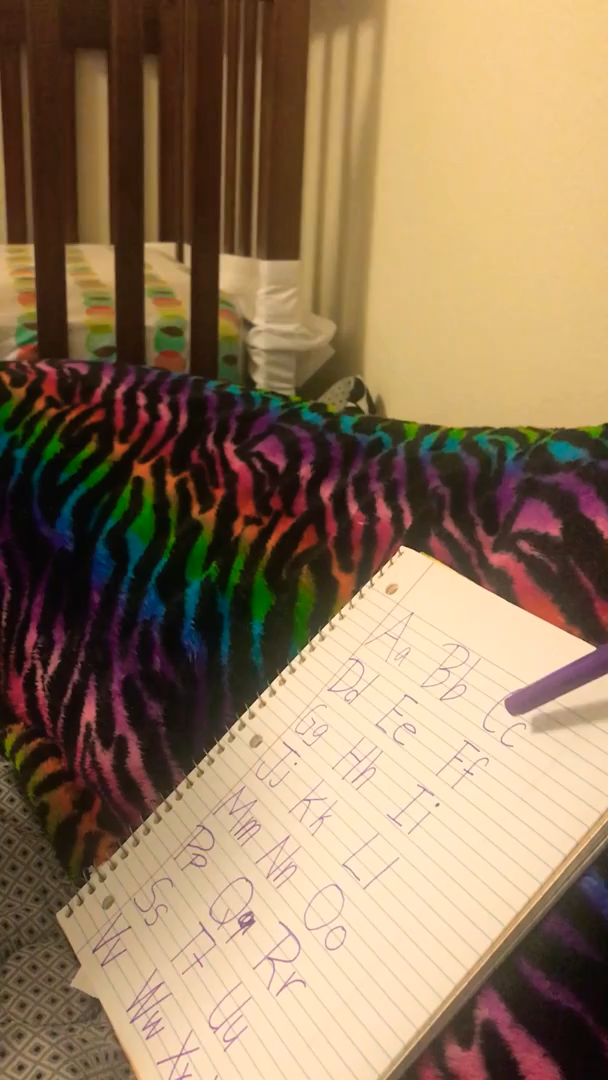 Aa Bb Cc
Dd Ee Ff
Gg Hh Ii
Jj Kk Ll
Mm Nn Oo
Pp Qq Rr
Ss Tt Uu
Vv Ww Xx